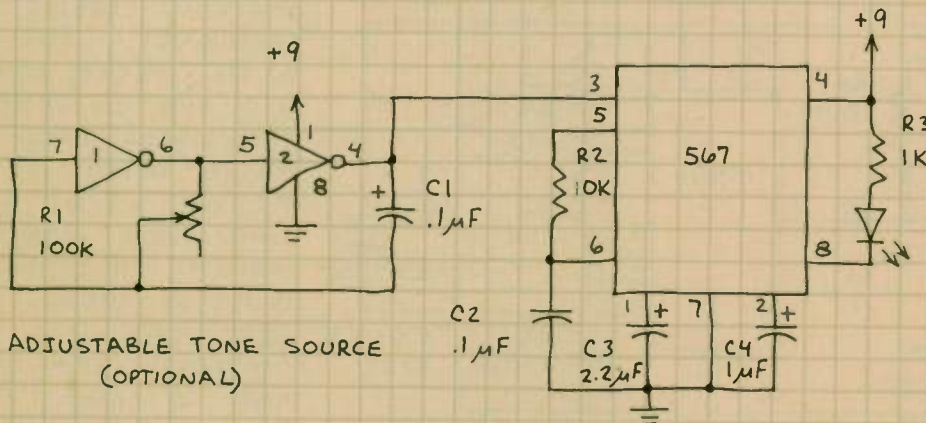 +9
+9
3
4
5
R3
1K
7
1
6
5
2
1
4
8
R2
10K
567
+
C1
.1µF
R1
100K
6
8
C2
.1µF
1
+
7
2
+
C3
2.2µF
C4
1µF
ADJUSTABLE TONE SOURCE
(OPTIONAL)